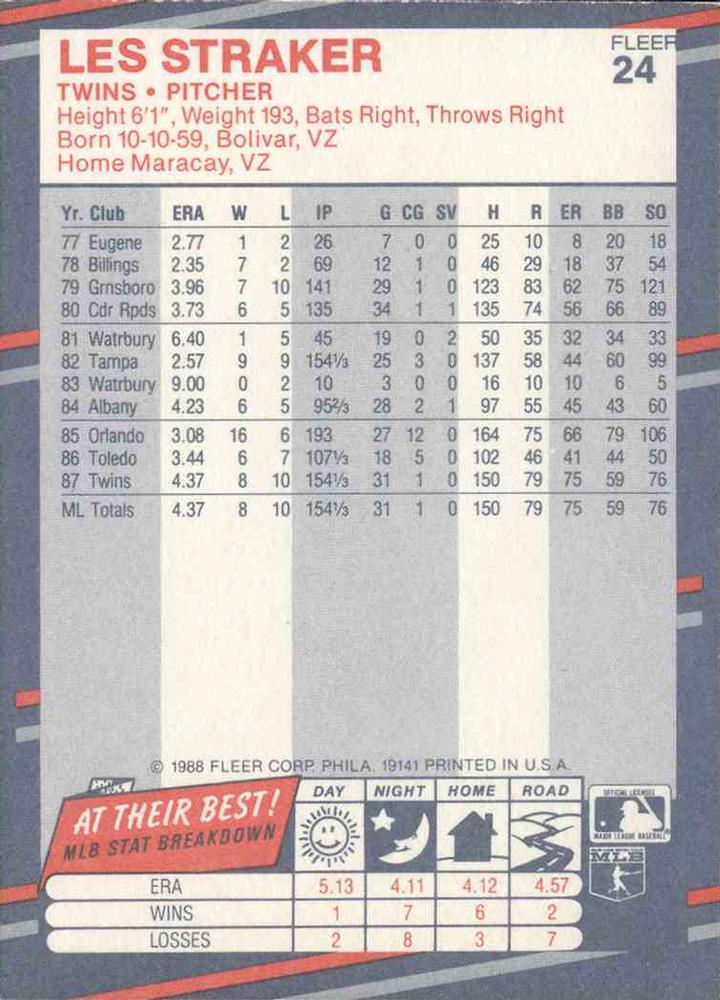 LES STRAKER
FLEER
24
TWINS • PITCHER
Height 6'1", Weight 193, Bats Right, Throws Right
Born 10-10-59, Bolivar, VZ
Home Maracay, VZ
Yr. Club ERA W L IP G CG SV H R ER BB SO
77 Eugene 2.77 1 2 26 7 0 0 25 10 8 20 18
78 Billings 2.35 7 2 69 12 1 0 46 29 18 37 54
79 Grnsboro 3.96 7 10 141 29 1 0 123 83 62 75 121
80 Cdr Rpds 3.73 6 5 135 34 1 1 135 74 56 66 89
81 Watrbury 6.40 1 5 45 19 0 2 50 35 32 34 33
82 Tampa 2.57 9 9 154⅓ 25 3 0 137 58 44 60 99
83 Watrbury 9.00 0 2 10 3 0 0 16 10 10 6 5
84 Albany 4.23 6 5 95⅔ 28 2 1 97 55 45 43 60
85 Orlando 3.08 16 6 193 27 12 0 164 75 66 79 106
86 Toledo 3.44 6 7 107⅓ 18 5 0 102 46 41 44 50
87 Twins 4.37 8 10 154⅓ 31 1 0 150 79 75 59 76
ML Totals 4.37 8 10 154⅓ 31 1 0 150 79 75 59 76
© 1988 FLEER CORP. PHILA. 19141 PRINTED IN U.S.A.
AT THEIR BEST!
MLB STAT BREAKDOWN
DAY NIGHT HOME ROAD
ERA 5.13 4.11 4.12 4.57
WINS 1 7 6 2
LOSSES 2 8 3 7
OFFICIAL LICENSEE
MAJOR LEAGUE BASEBALL
MLB